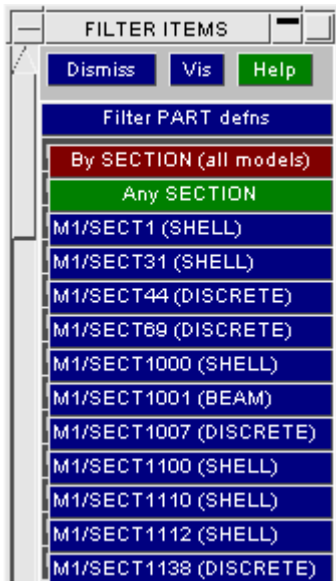 FILTER ITEMS
Dismiss Vis Help
Filter PART defns
By SECTION (all models)
Any SECTION
M1/SECT1 (SHELL)
M1/SECT31 (SHELL)
M1/SECT44 (DISCRETE)
M1/SECT69 (DISCRETE)
M1/SECT1000 (SHELL)
M1/SECT1001 (BEAM)
M1/SECT1007 (DISCRETE)
M1/SECT1100 (SHELL)
M1/SECT1110 (SHELL)
M1/SECT1112 (SHELL)
M1/SECT1138 (DISCRETE)